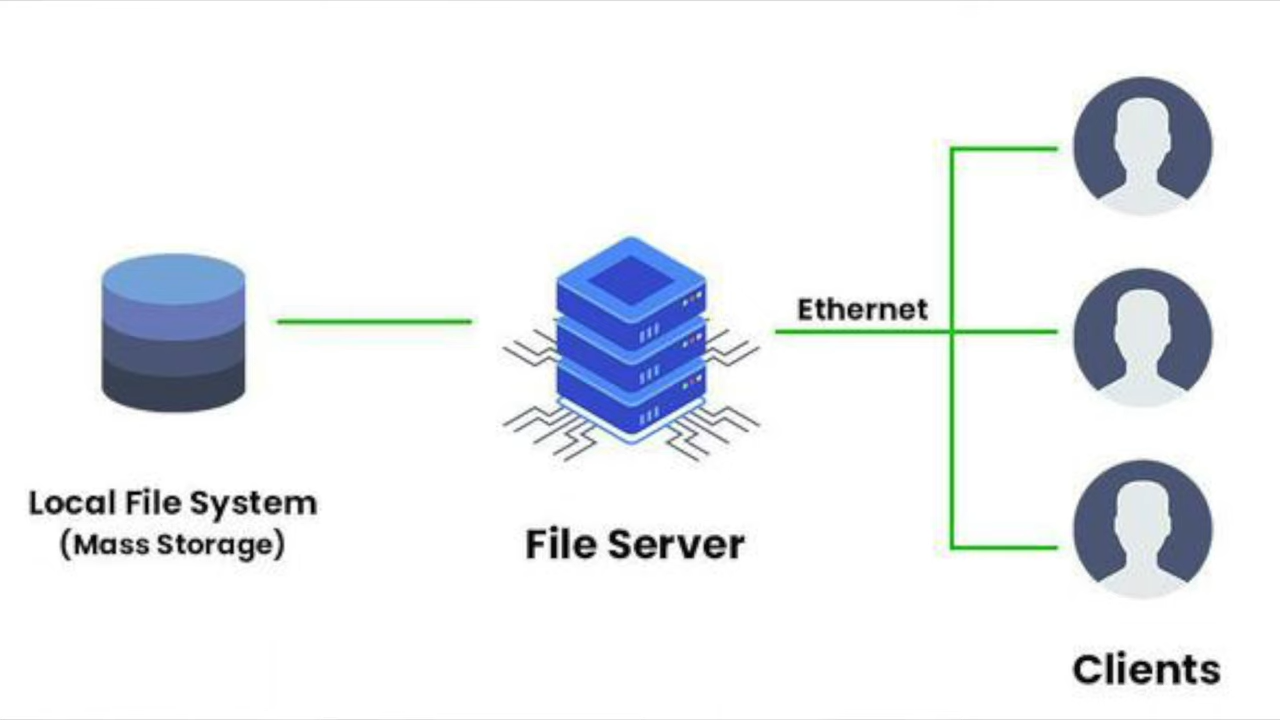 Ethernet
Local File System
(Mass Storage)
File Server
Clients